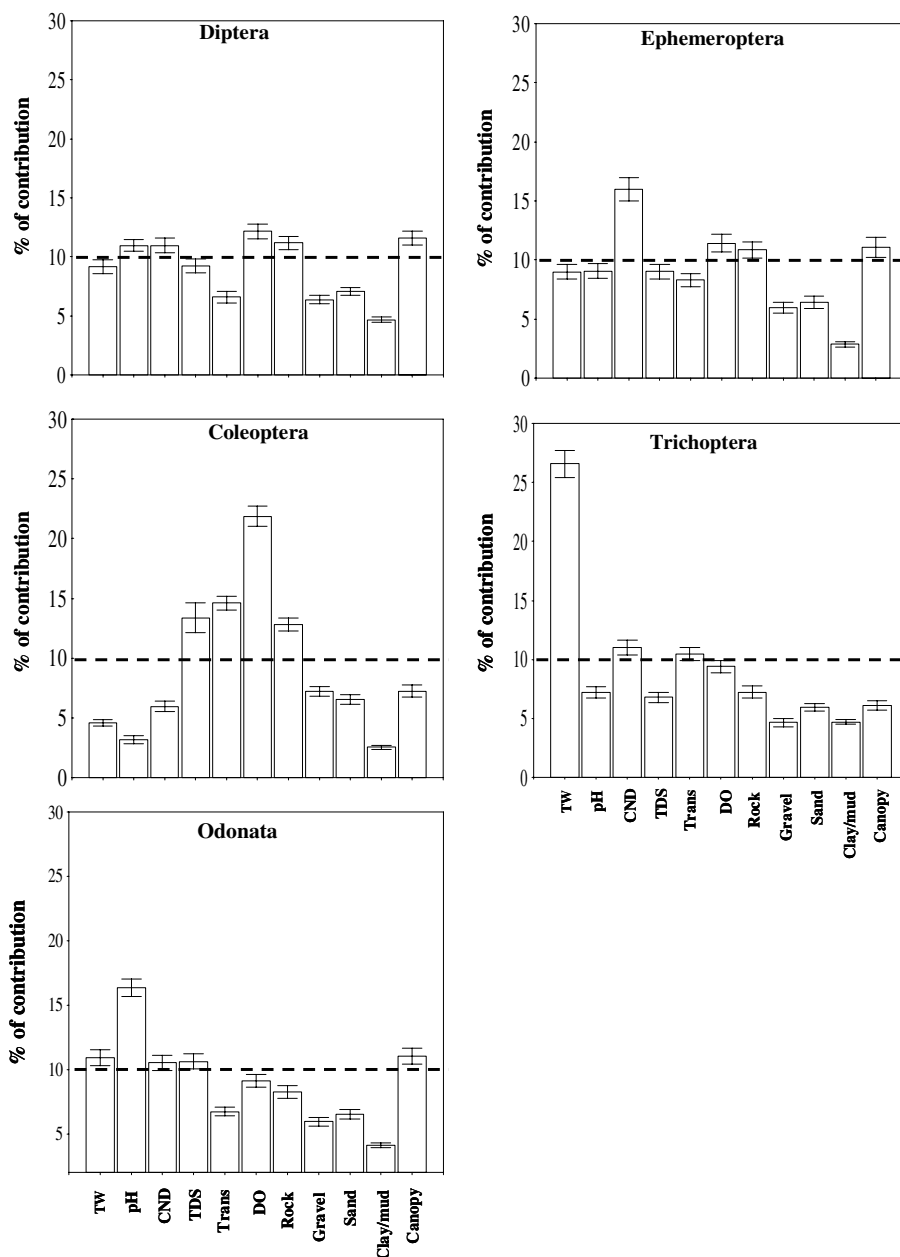 Diptera
% of contribution
30
25
20
15
10
5
0
Ephemeroptera
% of contribution
30
25
20
15
10
5
0
Coleoptera
% of contribution
30
25
20
15
10
5
0
Trichoptera
% of contribution
30
25
20
15
10
5
0
TW
pH
CND
TDS
Trans
DO
Rock
Gravel
Sand
Clay/mud
Canopy
Odonata
% of contribution
30
25
20
15
10
5
TW
pH
CND
TDS
Trans
DO
Rock
Gravel
Sand
Clay/mud
Canopy